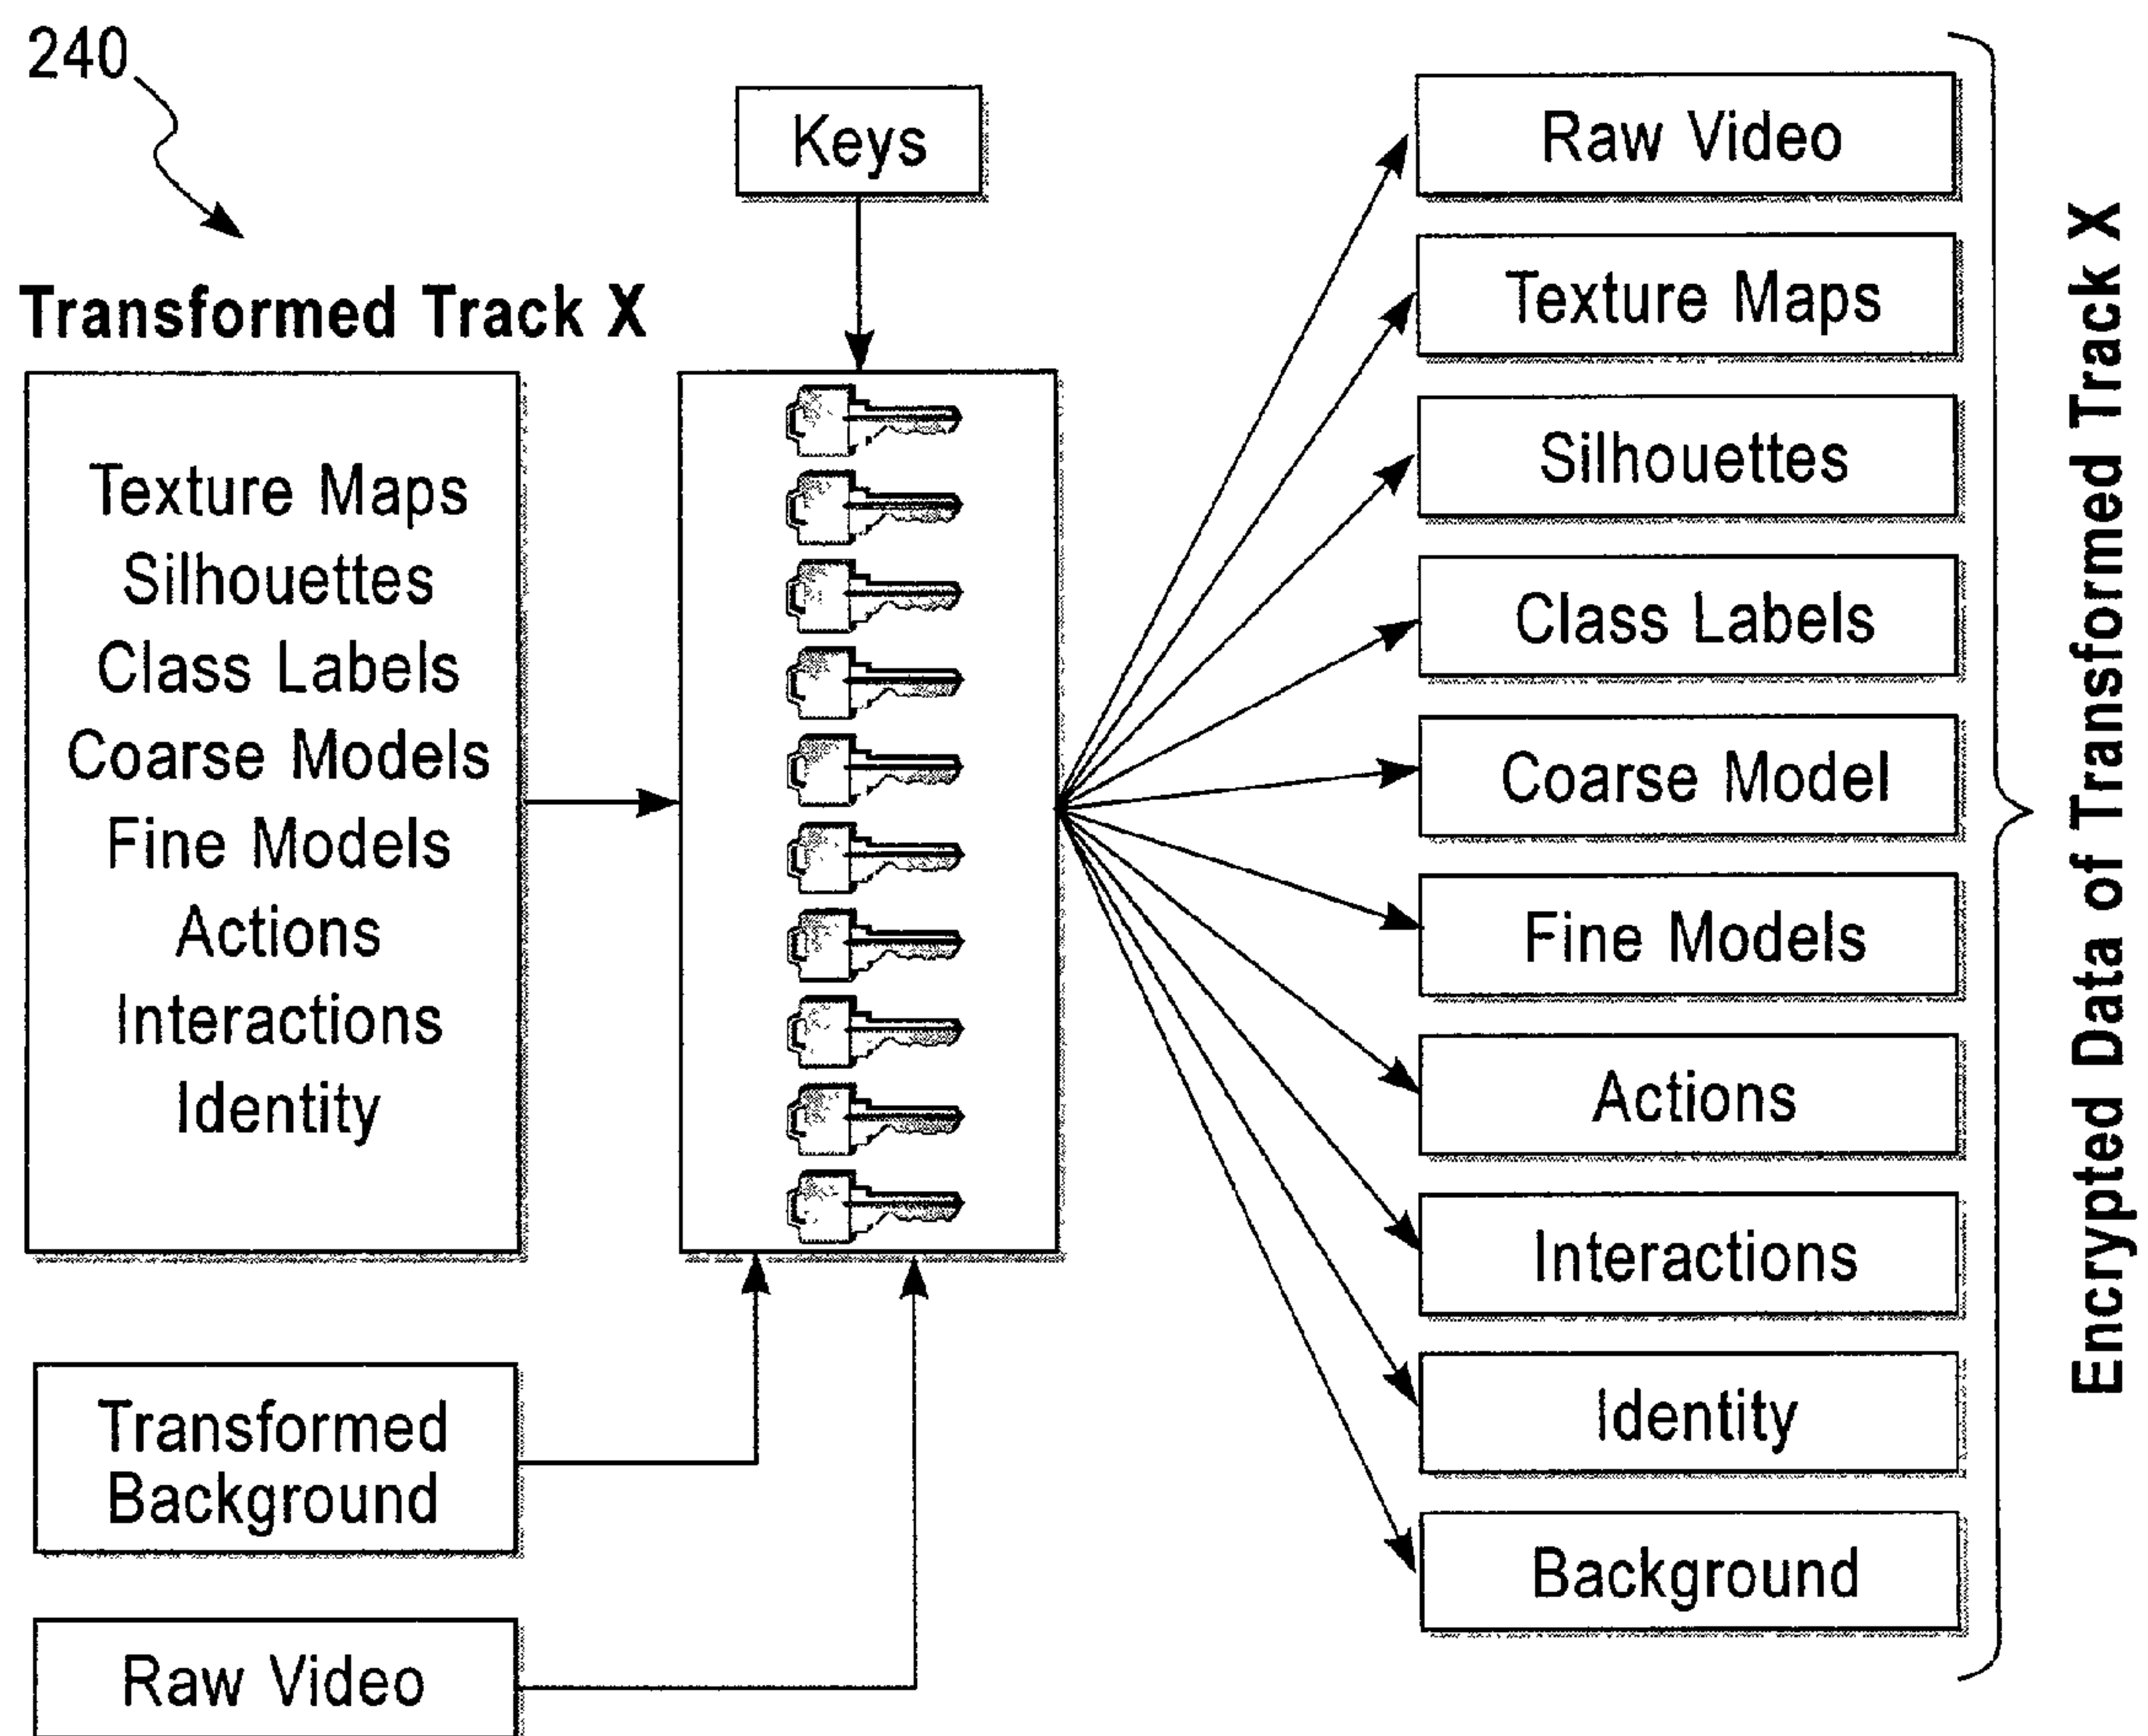 240
Keys
Transformed Track X
Texture Maps
Silhouettes
Class Labels
Coarse Models
Fine Models
Actions
Interactions
Identity
Transformed
Background
Raw Video
Raw Video
Texture Maps
Silhouettes
Class Labels
Coarse Model
Fine Models
Actions
Interactions
Identity
Background
Encrypted Data of Transformed Track X